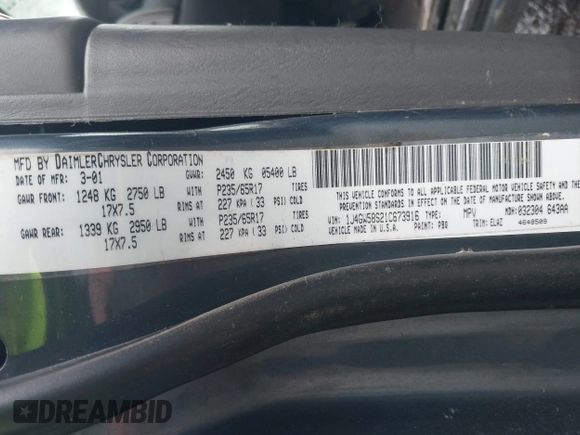 MFD BY DAIMLERCHRYSLER CORPORATION
DATE OF MFR: 3-01 GVWR: 2450 KG 05400 LB
GAWR FRONT: 1248 KG 2750 LB WITH P235/65R17 TIRES
17X7.5 RIMS AT 227 KPA( 33 PSI) COLD
GAWR REAR: 1339 KG 2950 LB WITH P235/65R17 TIRES
17X7.5 RIMS AT 227 KPA( 33 PSI) COLD
THIS VEHICLE CONFORMS TO ALL APPLICABLE FEDERAL MOTOR VEHICLE SAFETY AND THEFT
PREVENTION STANDARDS IN EFFECT ON THE DATE OF MANUFACTURE SHOWN ABOVE.
VIN: 1J4GW58S21C673916 TYPE: MPV MDH:032304 643AA
VEHICLE MADE IN U.S.A. PAINT: PB8 TRIM: ELAZ 4648509
DREAMBID